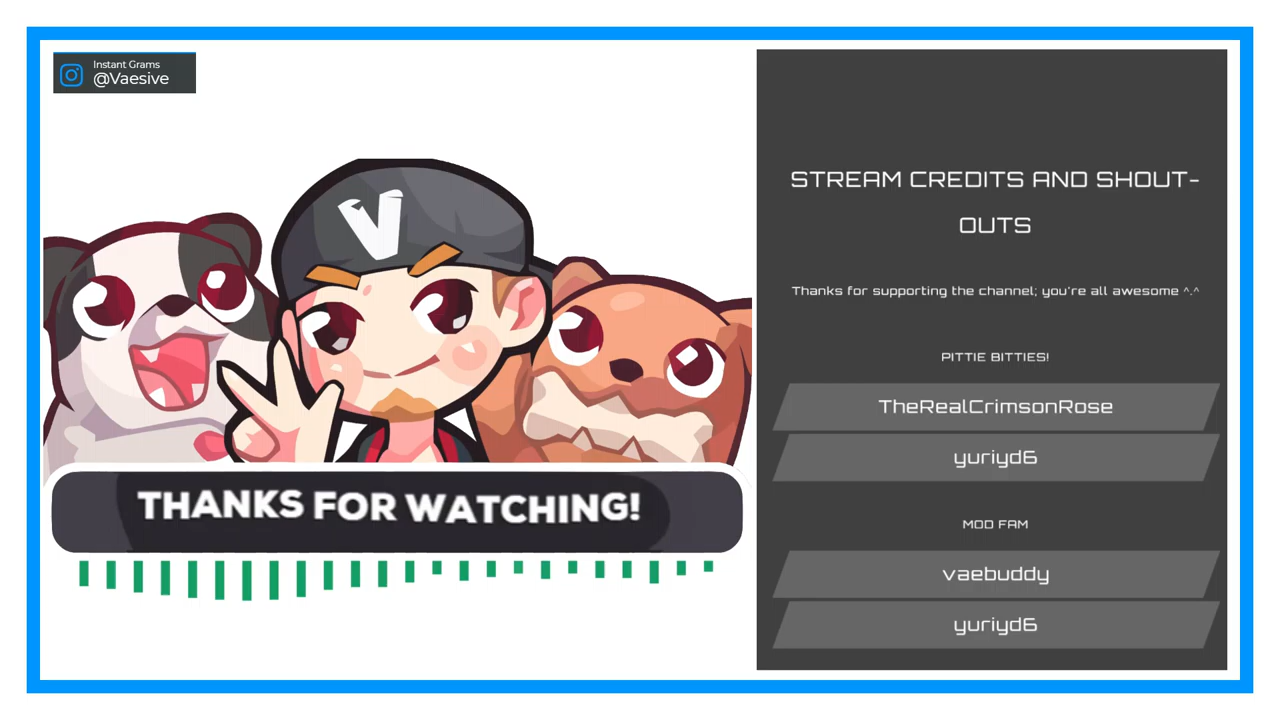 Instant Grams
@Vaesive
V
THANKS FOR WATCHING!
STREAM CREDITS AND SHOUT-
OUTS
Thanks for supporting the channel; you're all awesome ^.^
PITTIE BITTIES!
TheRealCrimsonRose
yuriyd6
MOD FAM
vaebuddy
yuriyd6